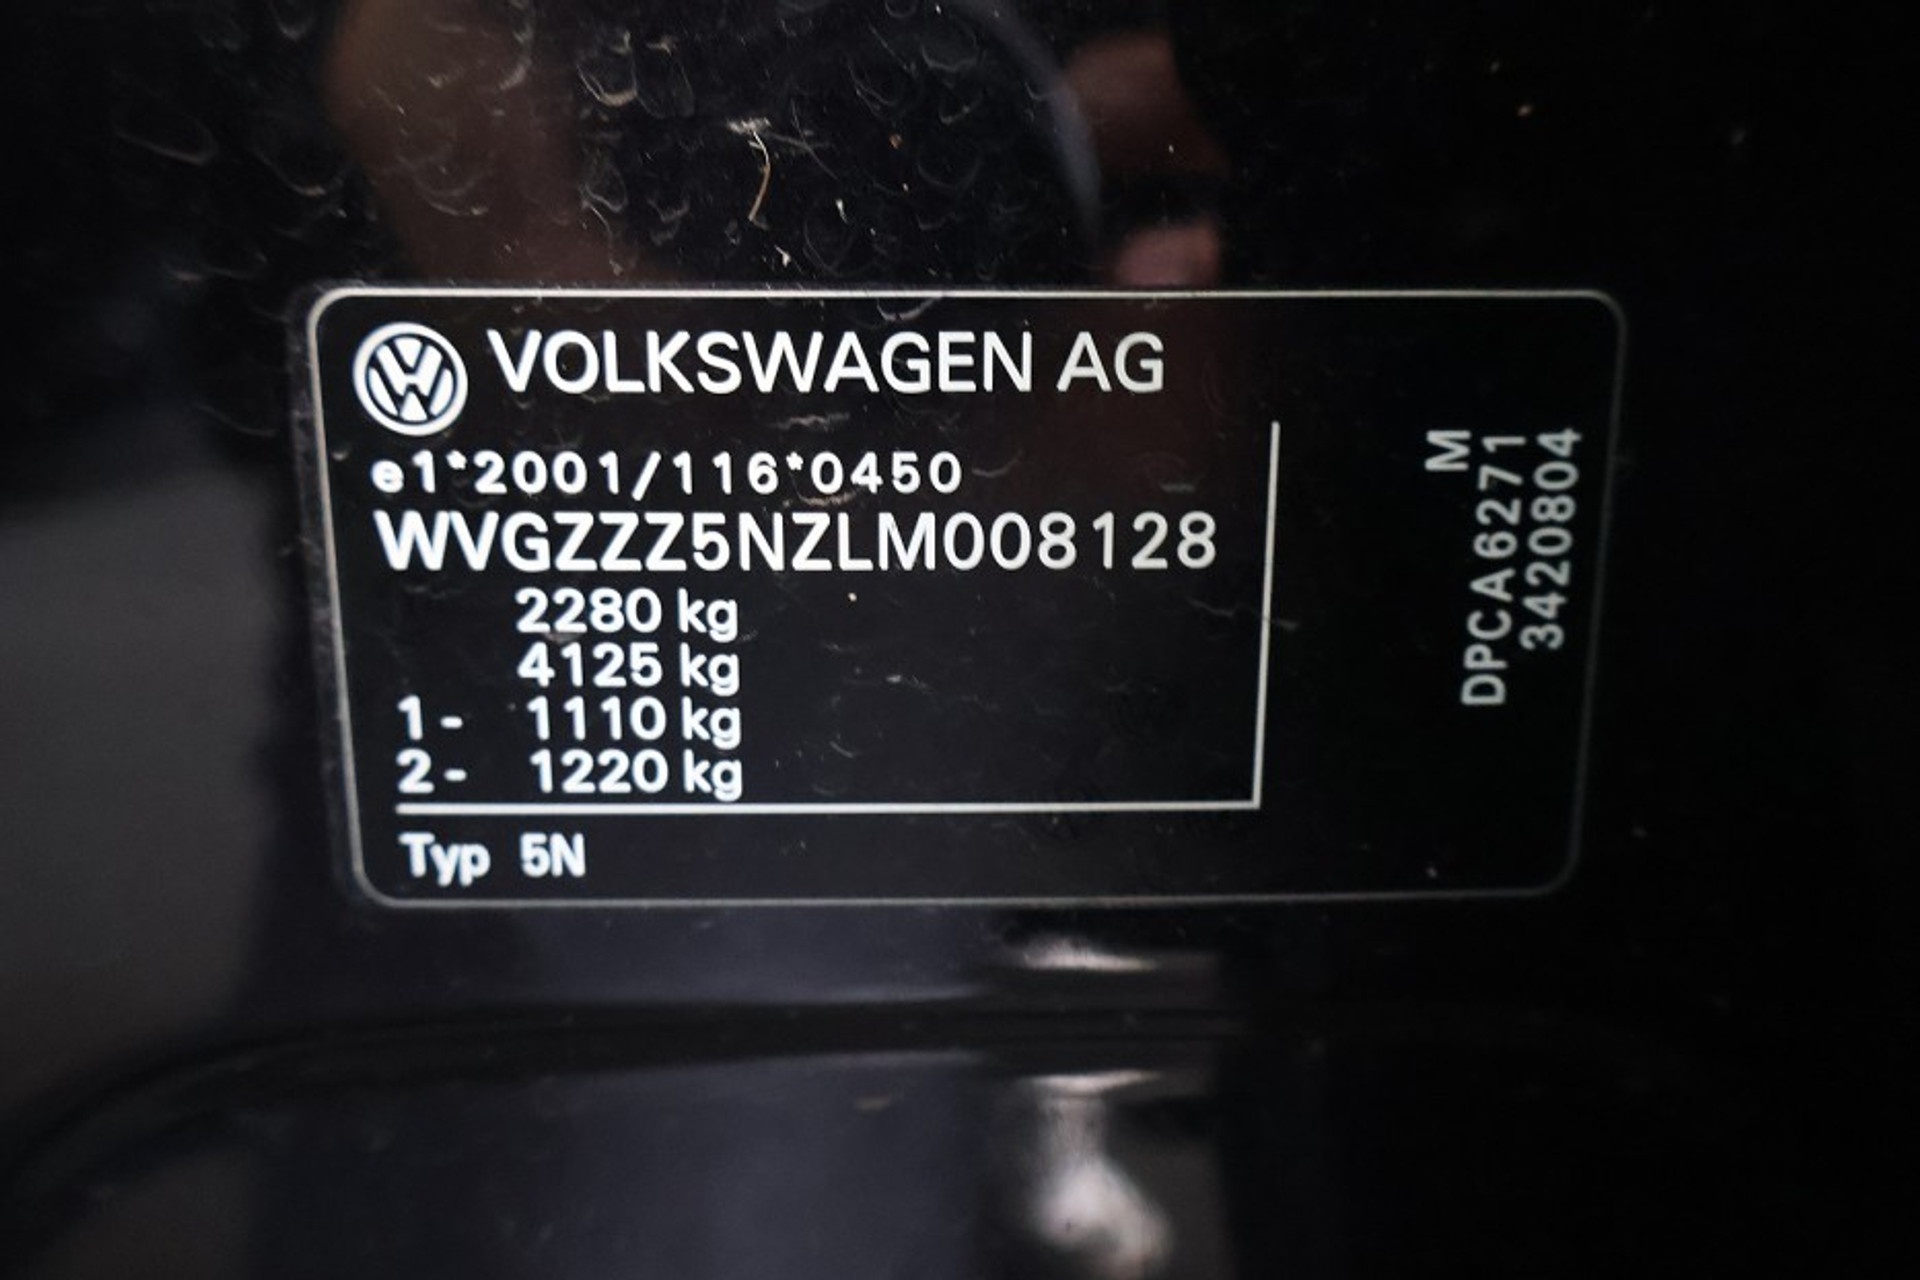 VOLKSWAGEN AG
e1*2001/116*0450
WVGZZZ5NZLM008128
2280 kg
4125 kg
1- 1110 kg
2- 1220 kg
Typ 5N
M
DPCA6271
3420804